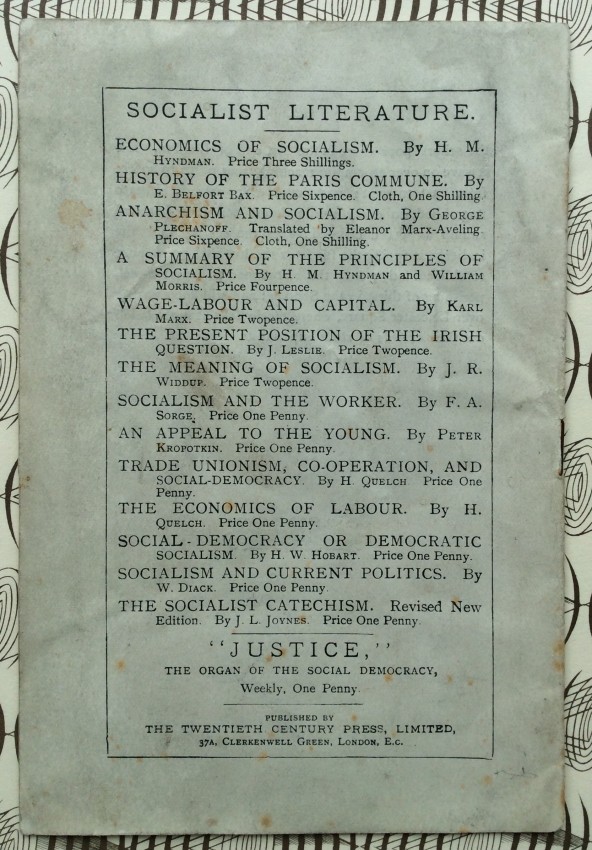 SOCIALIST LITERATURE.
ECONOMICS OF SOCIALISM. By H. M.
HYNDMAN. Price Three Shillings.
HISTORY OF THE PARIS COMMUNE. By
E. BELFORT BAX. Price Sixpence. Cloth, One Shilling
ANARCHISM AND SOCIALISM. By GEORGE
PLECHANOFF. Translated by Eleanor Marx-Aveling.
Price Sixpence. Cloth, One Shilling.
A SUMMARY OF THE PRINCIPLES OF
SOCIALISM. By H. M. HYNDMAN and WILLIAM
MORRIS. Price Fourpence.
WAGE-LABOUR AND CAPITAL. By KARL
MARX. Price Twopence.
THE PRESENT POSITION OF THE IRISH
QUESTION. By J. LESLIE. Price Twopence.
THE MEANING OF SOCIALISM. By J. R.
WIDDUP. Price Twopence.
SOCIALISM AND THE WORKER. By F. A.
SORGE. Price One Penny.
AN APPEAL TO THE YOUNG. By PETER
KROPOTKIN. Price One Penny.
TRADE UNIONISM, CO-OPERATION, AND
SOCIAL-DEMOCRACY. By H. QUELCH Price One
Penny.
THE ECONOMICS OF LABOUR. By H.
QUELCH. Price One Penny.
SOCIAL-DEMOCRACY OR DEMOCRATIC
SOCIALISM. By H. W. HOBART. Price One Penny.
SOCIALISM AND CURRENT POLITICS. By
W. DIACK. Price One Penny.
THE SOCIALIST CATECHISM. Revised New
Edition. By J. L. JOYNES. Price One Penny.
"JUSTICE,"
THE ORGAN OF THE SOCIAL DEMOCRACY,
Weekly, One Penny.
PUBLISHED BY
THE TWENTIETH CENTURY PRESS, LIMITED,
37A, CLERKENWELL GREEN, LONDON, E.C.